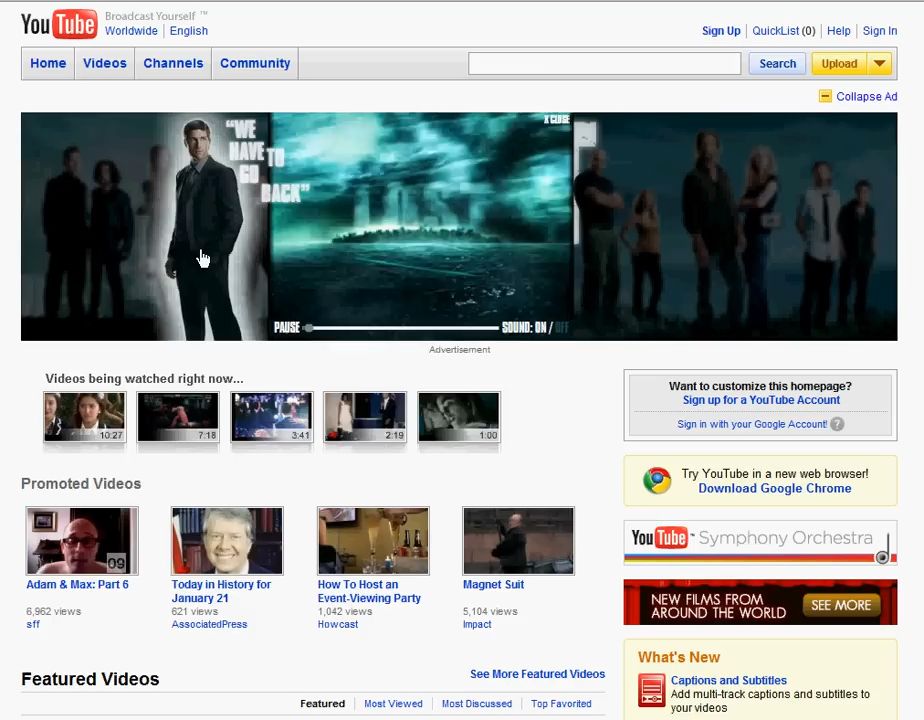 YouTube
Broadcast Yourself ™
Worldwide | English
Sign Up | QuickList (0) | Help | Sign In
Home
Videos
Channels
Community
Search
Upload
Collapse Ad
X CLOSE
"WE
HAVE TO
GO
BACK"
LOST
PAUSE
SOUND: ON / OFF
Advertisement
Videos being watched right now...
10:27
7:18
3:41
2:19
1:00
Want to customize this homepage?
Sign up for a YouTube Account
Sign in with your Google Account! ?
Try YouTube in a new web browser!
Download Google Chrome
YouTube™ Symphony Orchestra
NEW FILMS FROM
AROUND THE WORLD
SEE MORE
Promoted Videos
09
Adam & Max: Part 6
6,962 views
sff
Today in History for
January 21
621 views
AssociatedPress
How To Host an
Event-Viewing Party
1,042 views
Howcast
Magnet Suit
5,104 views
Impact
Featured Videos
See More Featured Videos
Featured | Most Viewed | Most Discussed | Top Favorited
What's New
Captions and Subtitles
Add multi-track captions and subtitles to
your videos